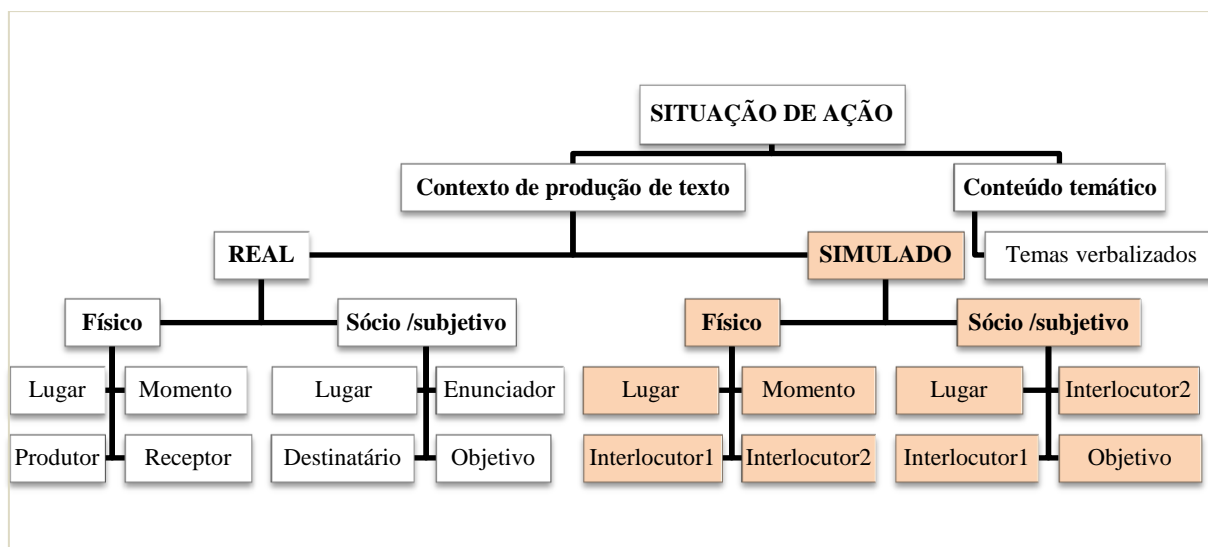 SITUAÇÃO DE AÇÃO
Contexto de produção de texto
Conteúdo temático
REAL
SIMULADO
Temas verbalizados
Físico
Sócio /subjetivo
Físico
Sócio /subjetivo
Lugar
Momento
Lugar
Enunciador
Lugar
Momento
Lugar
Interlocutor2
Produtor
Receptor
Destinatário
Objetivo
Interlocutor1
Interlocutor2
Interlocutor1
Objetivo